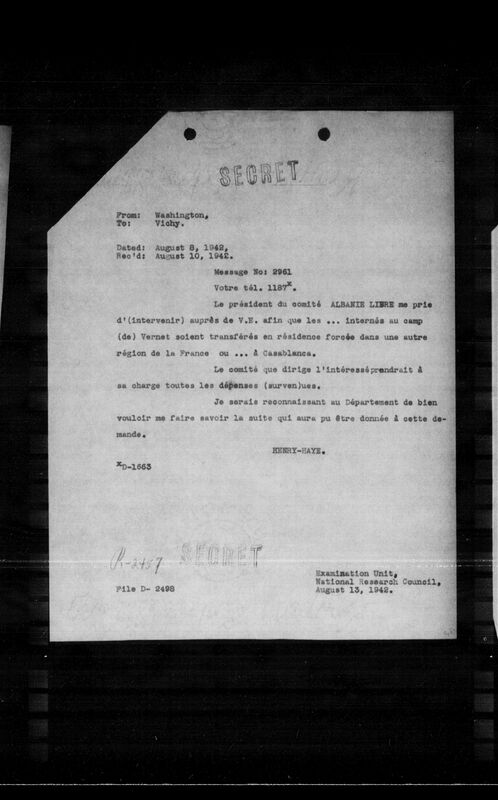 SECRET
From: Washington,
To: Vichy.
Dated: August 8, 1942,
Rec'd: August 10, 1942.
Message No: 2961
Votre tél. 1187x.
Le président du comité ALBANIE LIBRE me prie
d'(intervenir) auprès de V.E. afin que les ... internés au camp
(de) Vernet soient transférés en résidence forcée dans une autre
région de la France ou ... à Casablanca.
Le comité que dirige l'intéresséprendrait à
sa charge toutes les dépenses (surven)ues.
Je serais reconnaissant au Département de bien
vouloir me faire savoir la suite qui aura pu être donnée à cette de-
mande.
HENRY-HAYE.
xD-1663
R-2457
SECRET
File D- 2498
Examination Unit,
National Research Council,
August 13, 1942.